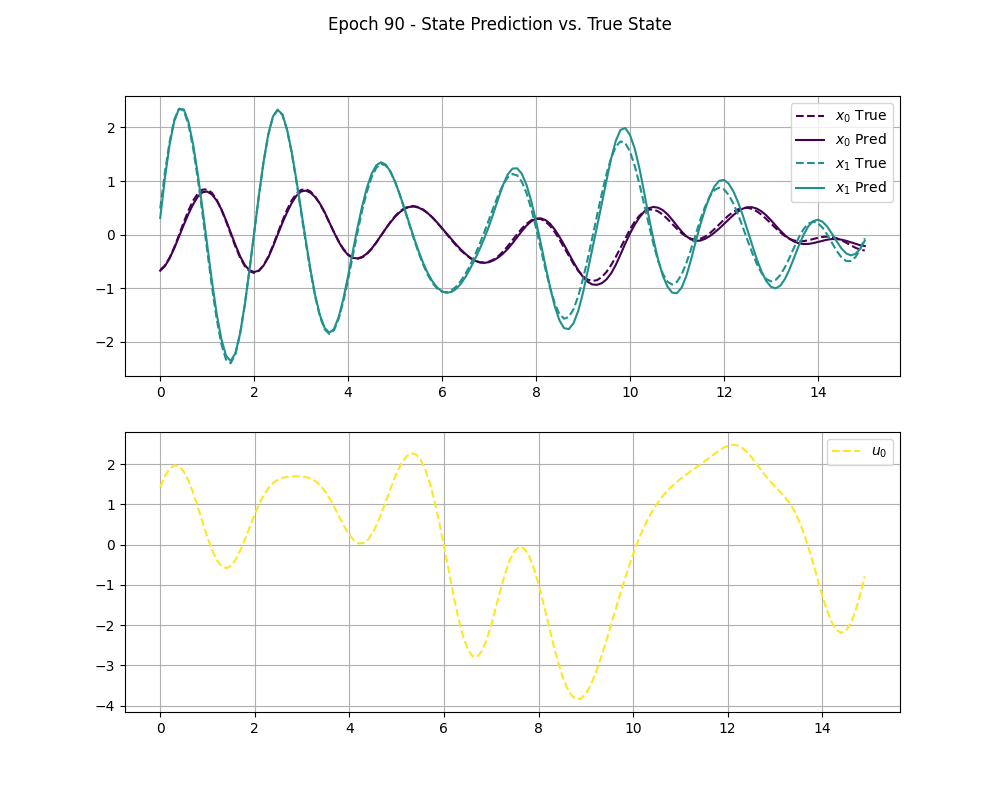 Epoch 90 - State Prediction vs. True State
2
1
0
−1
−2
x₀ True
x₀ Pred
x₁ True
x₁ Pred
0 2 4 6 8 10 12 14
2
1
0
−1
−2
−3
−4
u₀
0 2 4 6 8 10 12 14